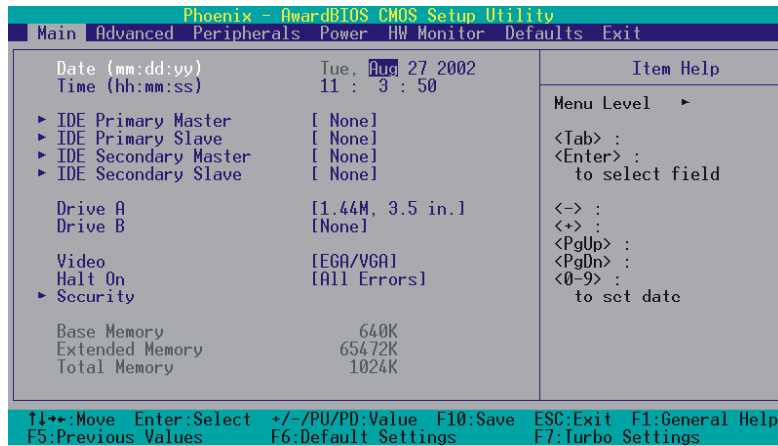 Phoenix - AwardBIOS CMOS Setup Utility
Main Advanced Peripherals Power HW Monitor Defaults Exit
Date (mm:dd:yy) Tue, Aug 27 2002
Time (hh:mm:ss) 11 : 3 : 50
► IDE Primary Master [ None]
► IDE Primary Slave [ None]
► IDE Secondary Master [ None]
► IDE Secondary Slave [ None]
Drive A [1.44M, 3.5 in.]
Drive B [None]
Video [EGA/VGA]
Halt On [All Errors]
► Security
Base Memory 640K
Extended Memory 65472K
Total Memory 1024K
Item Help
Menu Level ►
<Tab> :
<Enter> :
to select field
<-> :
<+> :
<PgUp> :
<PgDn> :
<0-9> :
to set date
↑↓→←:Move Enter:Select +/-/PU/PD:Value F10:Save ESC:Exit F1:General Help
F5:Previous Values F6:Default Settings F7:Turbo Settings